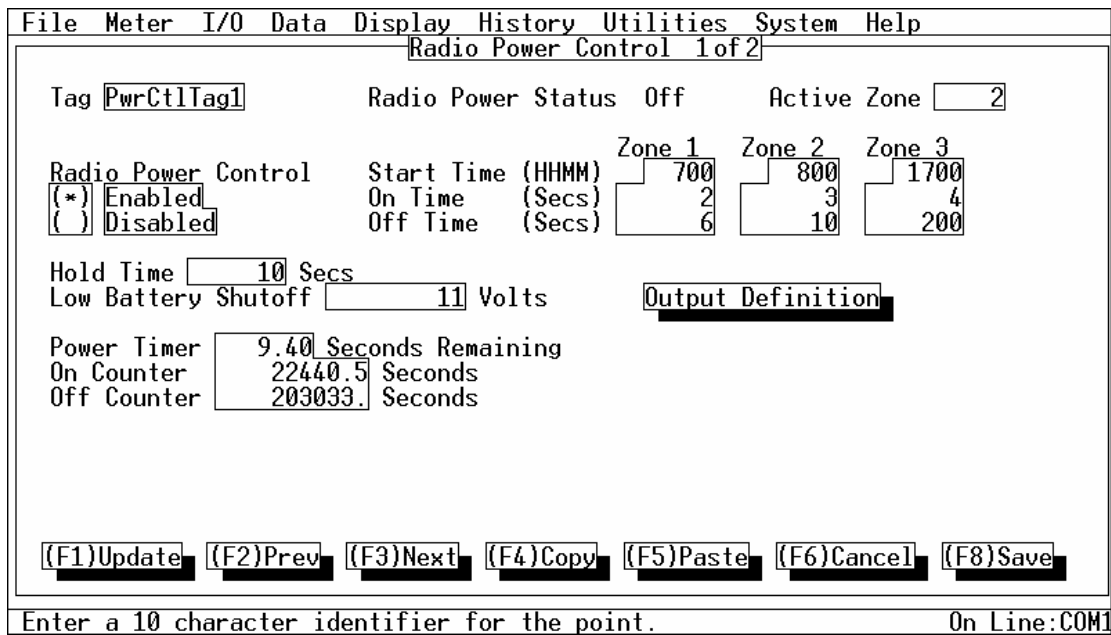 File Meter I/O Data Display History Utilities System Help
Radio Power Control 1of2
Tag PwrCtlTag1 Radio Power Status Off Active Zone 2
Zone 1 Zone 2 Zone 3
Radio Power Control Start Time (HHMM) 700 800 1700
(*) Enabled On Time (Secs) 2 3 4
( ) Disabled Off Time (Secs) 6 10 200
Hold Time 10 Secs
Low Battery Shutoff 11 Volts Output Definition
Power Timer 9.40 Seconds Remaining
On Counter 22440.5 Seconds
Off Counter 203033. Seconds
(F1)Update (F2)Prev (F3)Next (F4)Copy (F5)Paste (F6)Cancel (F8)Save
Enter a 10 character identifier for the point. On Line:COM1